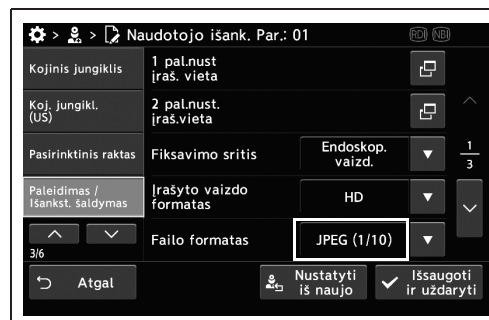 > > Naudotojo išank. Par.: 01
RDI NBI
Kojinis jungiklis
1 pal.nust
įraš. vieta
Koj. jungikl.
(US)
2 pal.nust.
įraš.vieta
Pasirinktinis raktas
Fiksavimo sritis
Endoskop.
vaizd.
1
3
Paleidimas /
Išankst. šaldymas
Įrašyto vaizdo
formatas
HD
3/6
Failo formatas
JPEG (1/10)
Atgal
Nustatyti
iš naujo
Išsaugoti
ir uždaryti